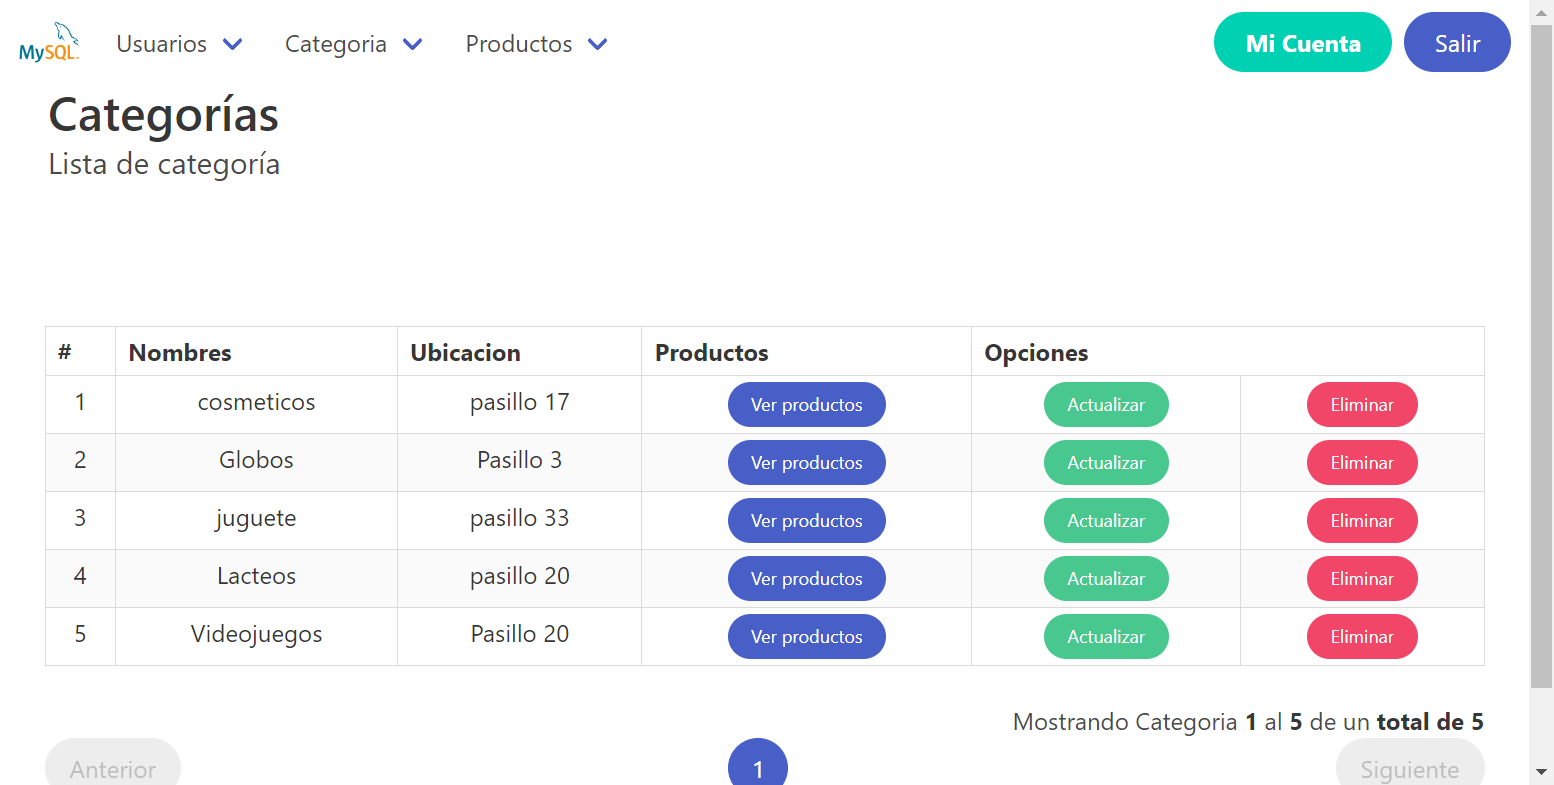 MySQL Usuarios Categoria Productos Mi Cuenta Salir
Categorías
Lista de categoría
# Nombres Ubicacion Productos Opciones
1 cosmeticos pasillo 17 Ver productos Actualizar Eliminar
2 Globos Pasillo 3 Ver productos Actualizar Eliminar
3 juguete pasillo 33 Ver productos Actualizar Eliminar
4 Lacteos pasillo 20 Ver productos Actualizar Eliminar
5 Videojuegos Pasillo 20 Ver productos Actualizar Eliminar
Mostrando Categoria 1 al 5 de un total de 5
Anterior 1 Siguiente